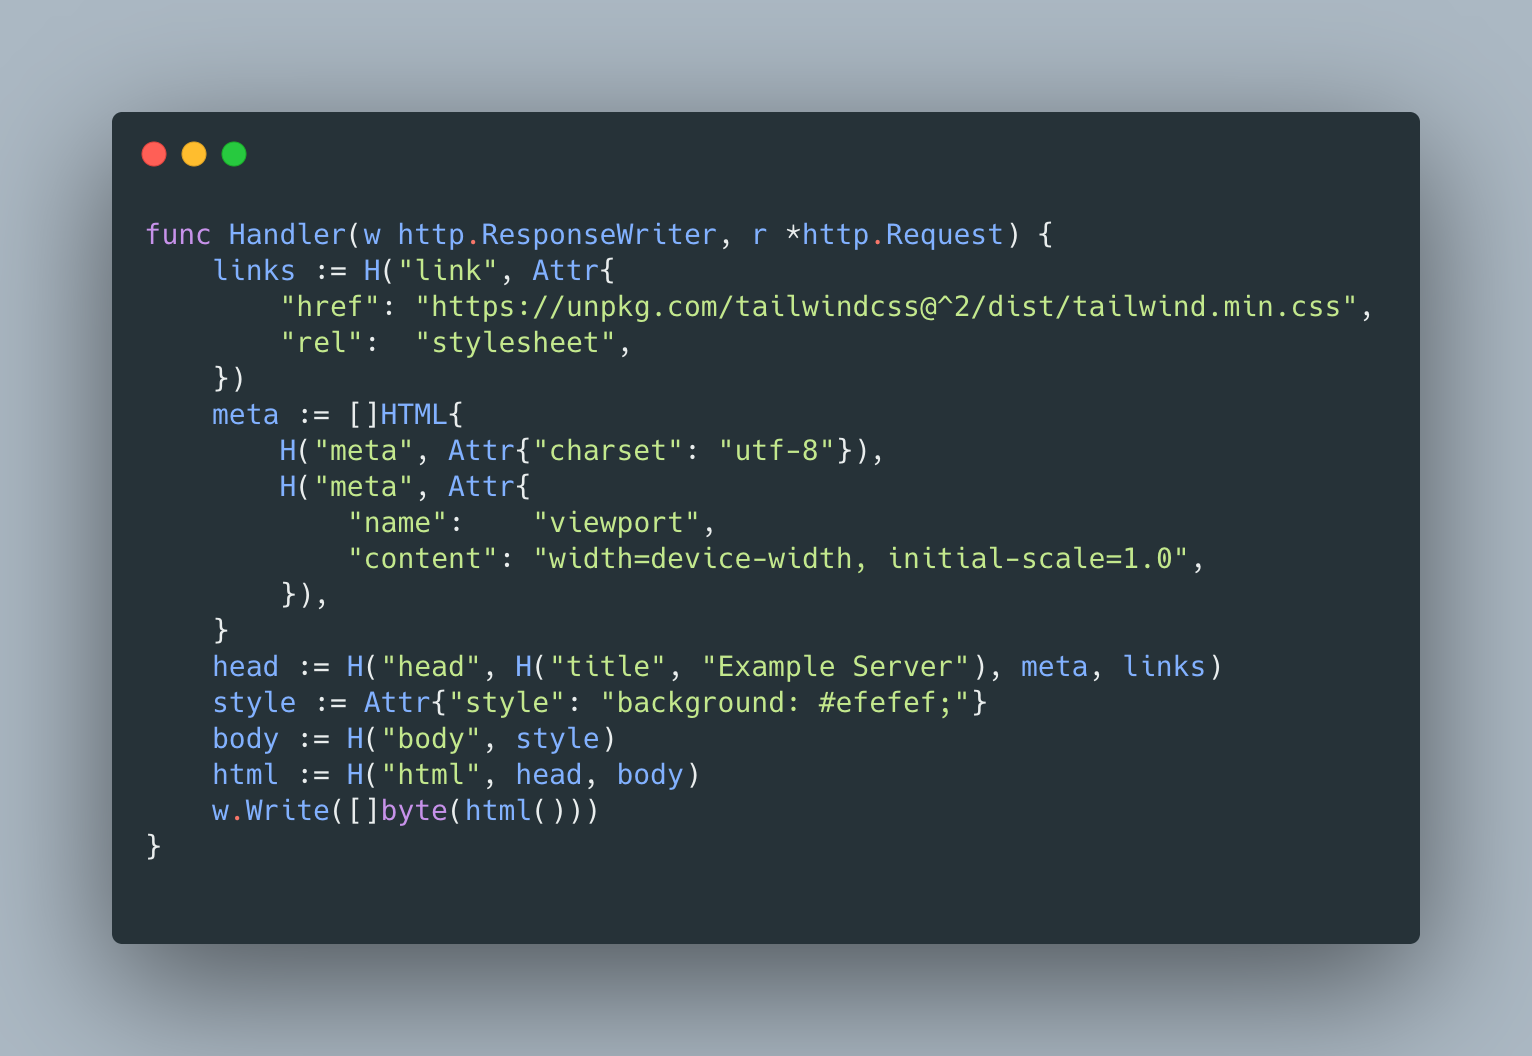 func Handler(w http.ResponseWriter, r *http.Request) {
    links := H("link", Attr{
        "href": "https://unpkg.com/tailwindcss@^2/dist/tailwind.min.css",
        "rel":  "stylesheet",
    })
    meta := []HTML{
        H("meta", Attr{"charset": "utf-8"}),
        H("meta", Attr{
            "name":    "viewport",
            "content": "width=device-width, initial-scale=1.0",
        }),
    }
    head := H("head", H("title", "Example Server"), meta, links)
    style := Attr{"style": "background: #efefef;"}
    body := H("body", style)
    html := H("html", head, body)
    w.Write([]byte(html()))
}